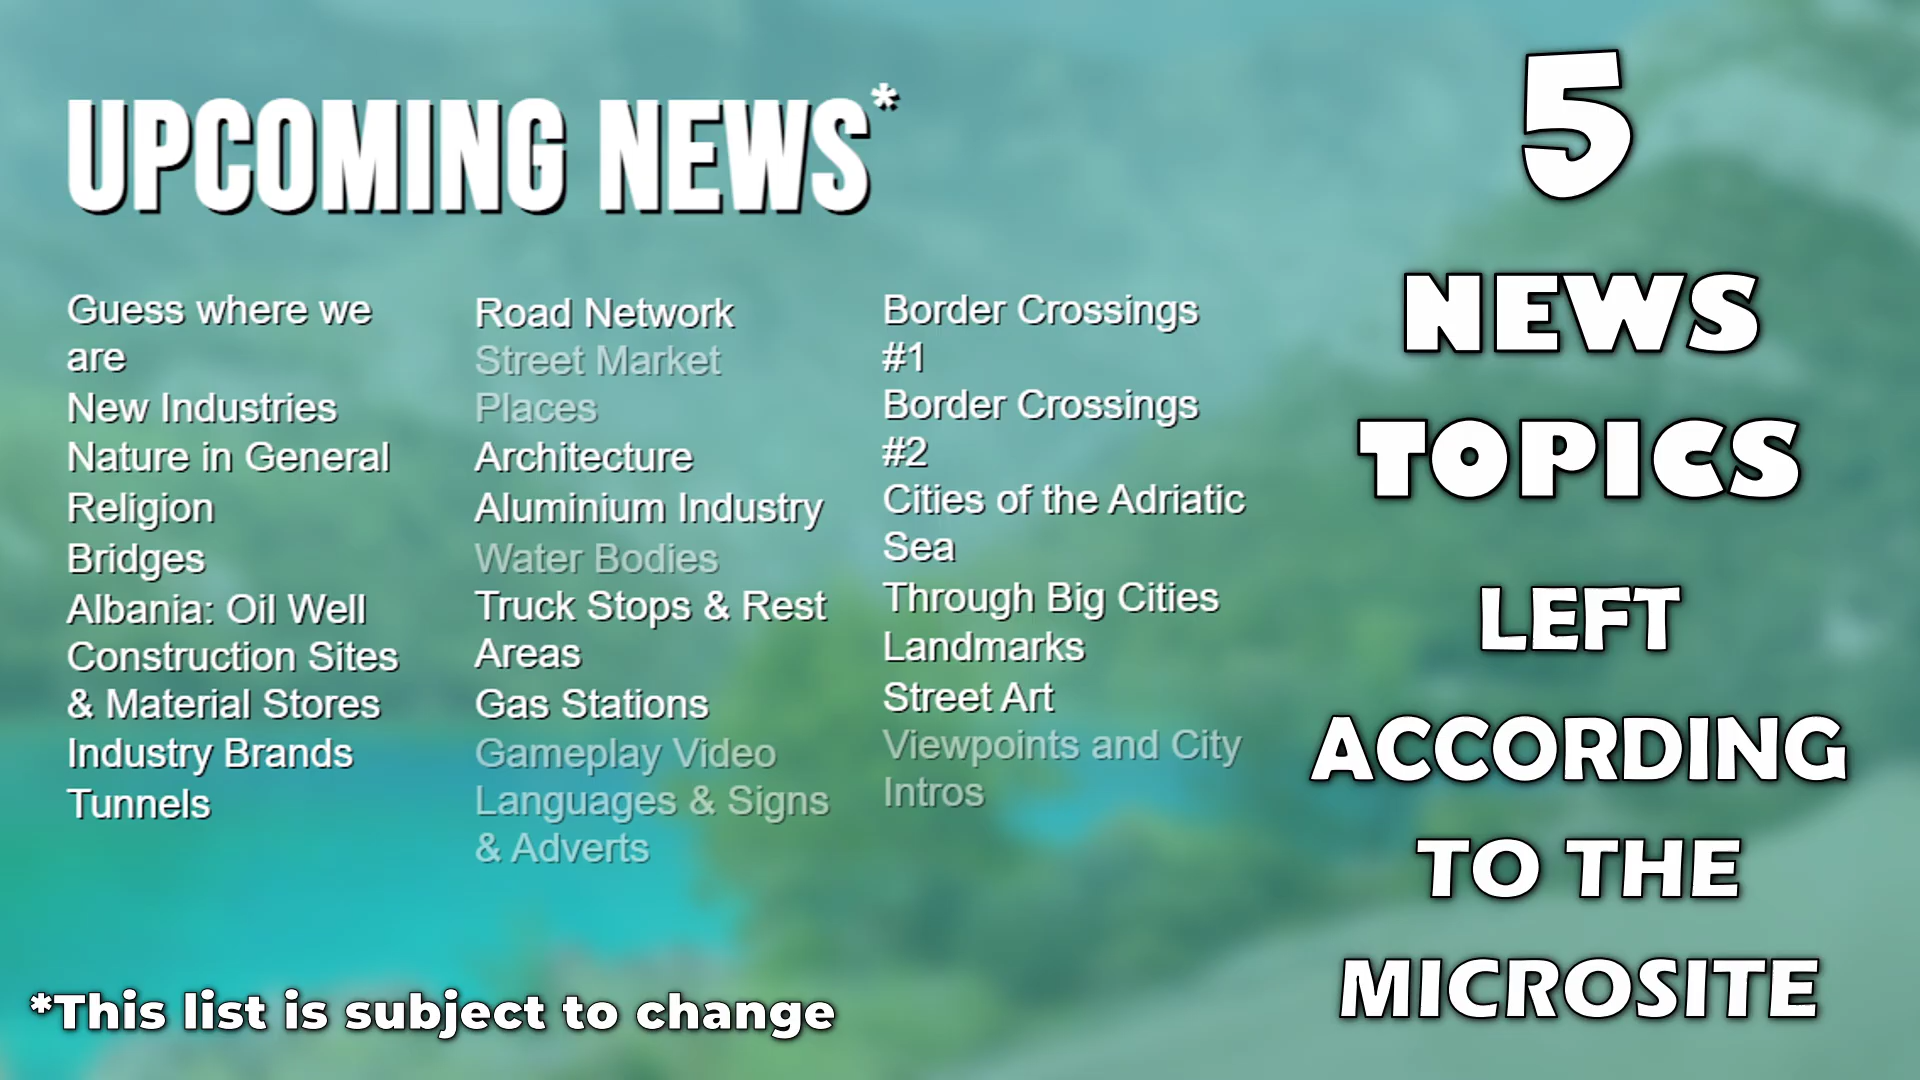 UPCOMING NEWS*
Guess where we
are
New Industries
Nature in General
Religion
Bridges
Albania: Oil Well
Construction Sites
& Material Stores
Industry Brands
Tunnels
Road Network
Street Market
Places
Architecture
Aluminium Industry
Water Bodies
Truck Stops & Rest
Areas
Gas Stations
Gameplay Video
Languages & Signs
& Adverts
Border Crossings
#1
Border Crossings
#2
Cities of the Adriatic
Sea
Through Big Cities
Landmarks
Street Art
Viewpoints and City
Intros
*This list is subject to change
5
NEWS
TOPICS
LEFT
ACCORDING
TO THE
MICROSITE